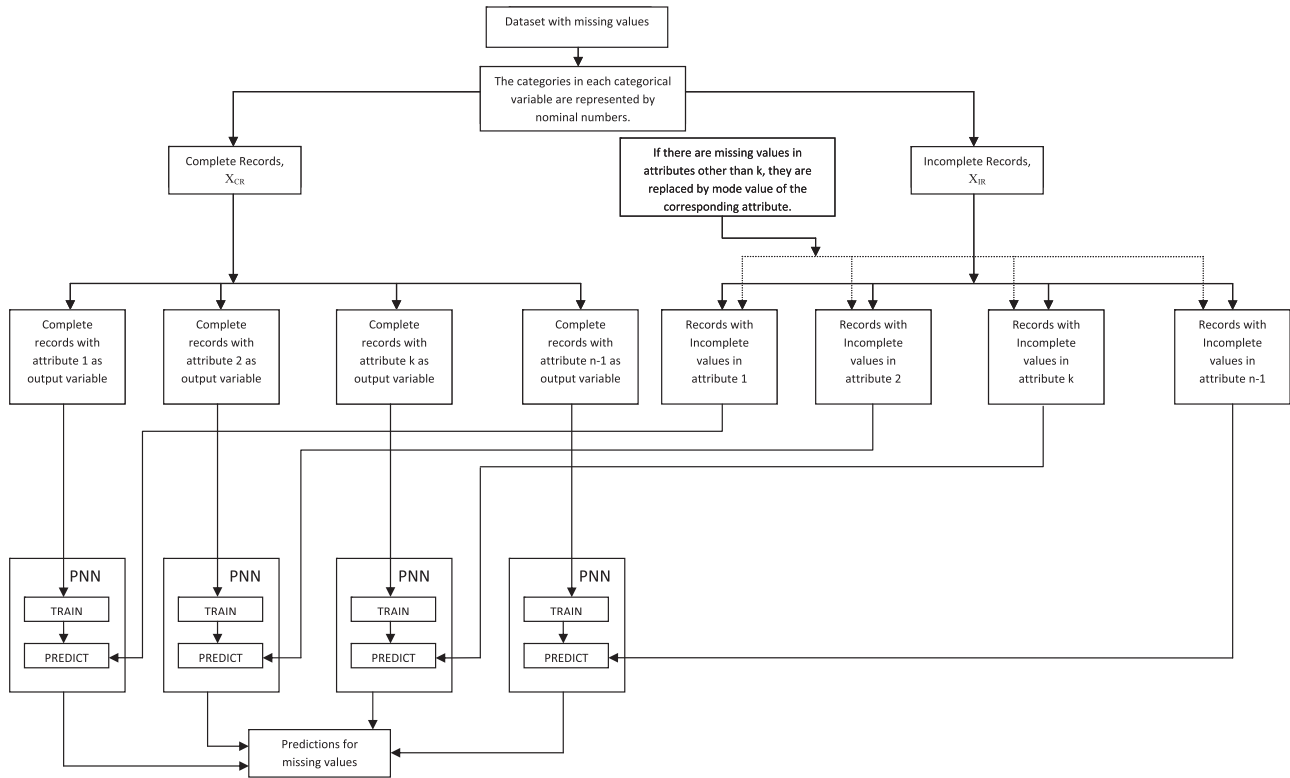 Dataset with missing values
The categories in each categorical
variable are represented by
nominal numbers.
Complete Records,
X_CR
If there are missing values in
attributes other than k, they are
replaced by mode value of the
corresponding attribute.
Incomplete Records,
X_IR
Complete
records with
attribute 1 as
output variable
Complete
records with
attribute 2 as
output variable
Complete
records with
attribute k as
output variable
Complete
records with
attribute n-1 as
output variable
Records with
Incomplete
values in
attribute 1
Records with
Incomplete
values in
attribute 2
Records with
Incomplete
values in
attribute k
Records with
Incomplete
values in
attribute n-1
PNN
TRAIN
PREDICT
PNN
TRAIN
PREDICT
PNN
TRAIN
PREDICT
PNN
TRAIN
PREDICT
Predictions for
missing values